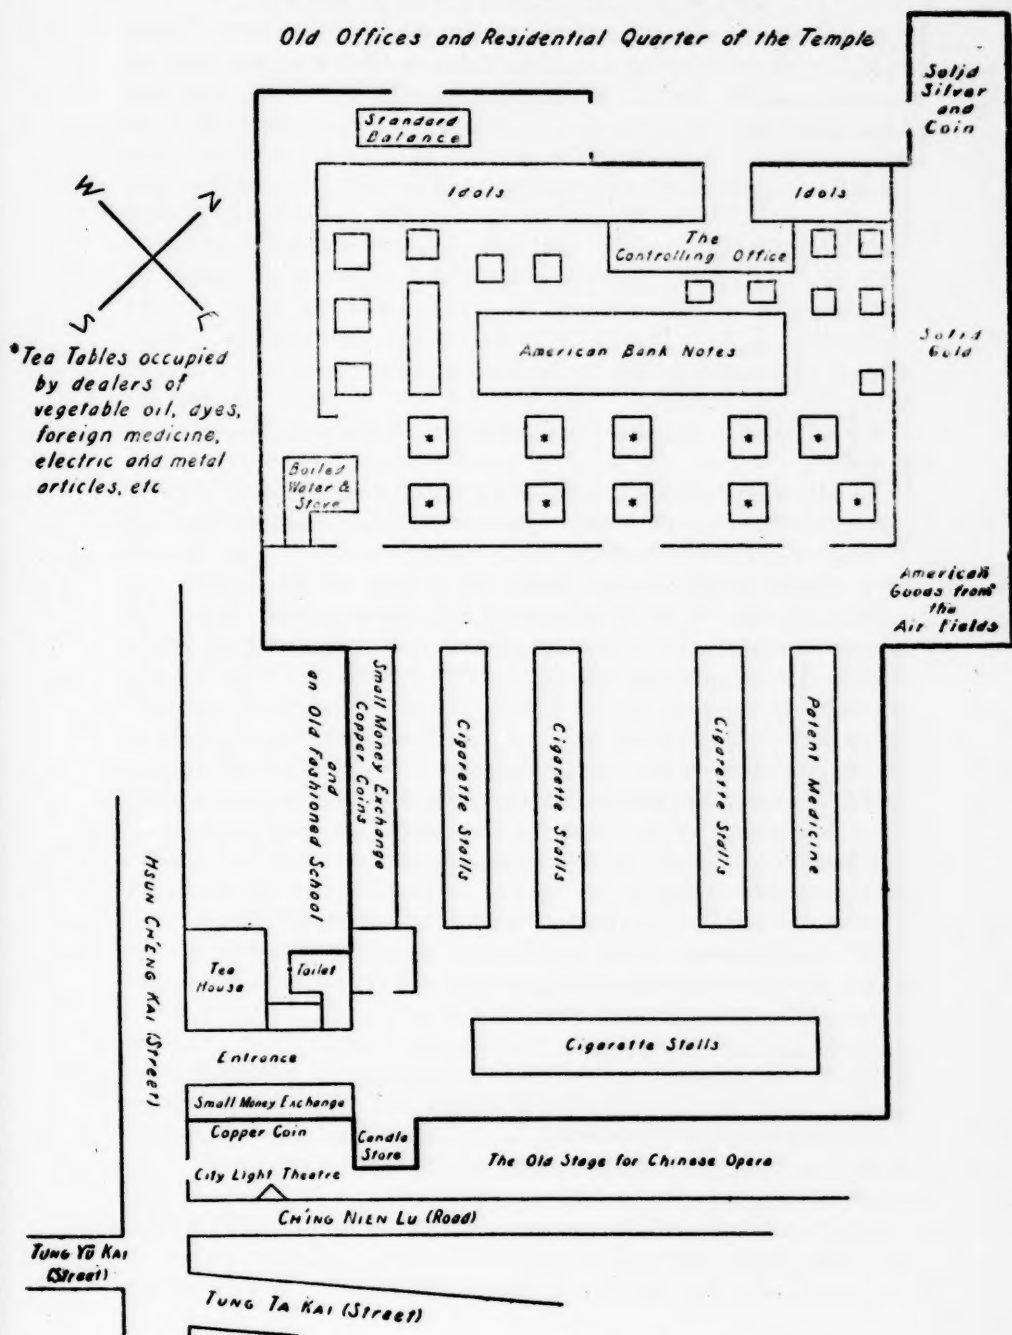 Old Offices and Residential Quarter of the Temple
Solid
Silver
and
Coin
Standard
Balance
Idols
Idols
W
N
S
E
The
Controlling Office
American Bank Notes
Solid
Gold
*Tea Tables occupied
by dealers of
vegetable oil, dyes,
foreign medicine,
electric and metal
articles, etc
* * * * *
Boiled
Water &
Stove
* * * * *
American
Goods from
the
Air Fields
an Old Fashioned School
and
Copper Coins
Small Money Exchange
Cigarette Stalls
Cigarette Stalls
Cigarette Stalls
Patent Medicine
HSUN CH'ENG KAI (Street)
Tea
House
Toilet
Entrance
Cigarette Stalls
Small Money Exchange
Copper Coin
Candle
Store
The Old Stage for Chinese Opera
City Light Theatre
CH'ING NIEN LU (Road)
TUNG YÜ KAI
(Street)
TUNG TA KAI (Street)